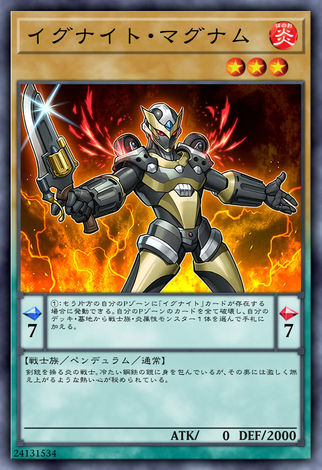 イグナイト・マグナム
ほのお
炎
①：もう片方の自分のPゾーンに「イグナイト」カードが存在する
場合に発動できる。自分のPゾーンのカードを全て破壊し、自分の
デッキ・墓地から戦士族・炎属性モンスター１体を選んで手札に
加える。
7 7
【戦士族／ペンデュラム／通常】
剣銃を操る炎の戦士。冷たい鋼鉄の鎧に身を包んでいるが、その奥には激しく燃
え上がるような熱い心が秘められている。
ATK/ 0 DEF/2000
24131534